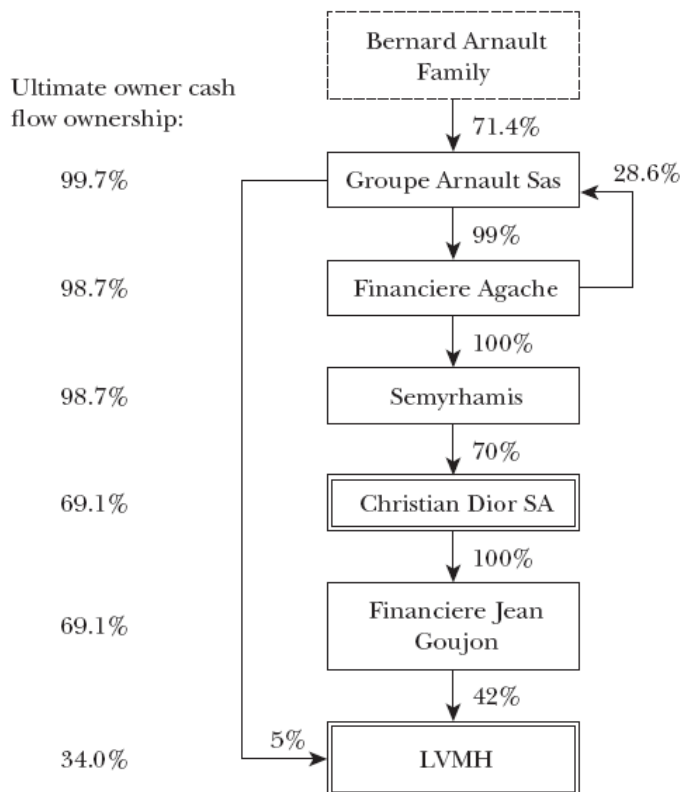 Bernard Arnault
Family
Ultimate owner cash
flow ownership:
71.4%
99.7%
Groupe Arnault Sas
28.6%
99%
98.7%
Financiere Agache
100%
98.7%
Semyrhamis
70%
69.1%
Christian Dior SA
100%
69.1%
Financiere Jean
Goujon
42%
5%
34.0%
LVMH